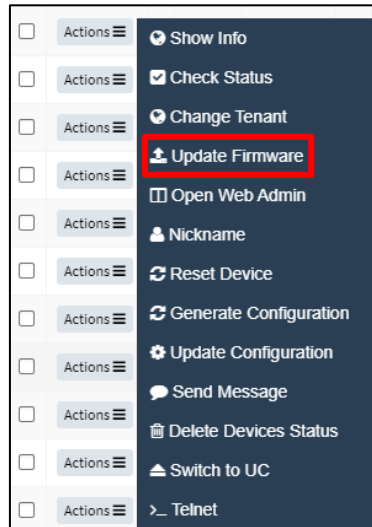 Actions
Show Info
Actions
Check Status
Actions
Change Tenant
Actions
Update Firmware
Open Web Admin
Actions
Nickname
Actions
Reset Device
Actions
Generate Configuration
Actions
Update Configuration
Send Message
Actions
Delete Devices Status
Actions
Switch to UC
Actions
Telnet